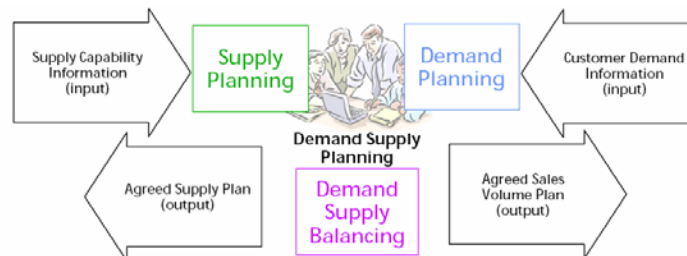 Supply Capability
Information
(input)
Supply
Planning
Demand
Planning
Customer Demand
Information
(input)
Demand Supply
Planning
Agreed Supply Plan
(output)
Demand
Supply
Balancing
Agreed Sales
Volume Plan
(output)